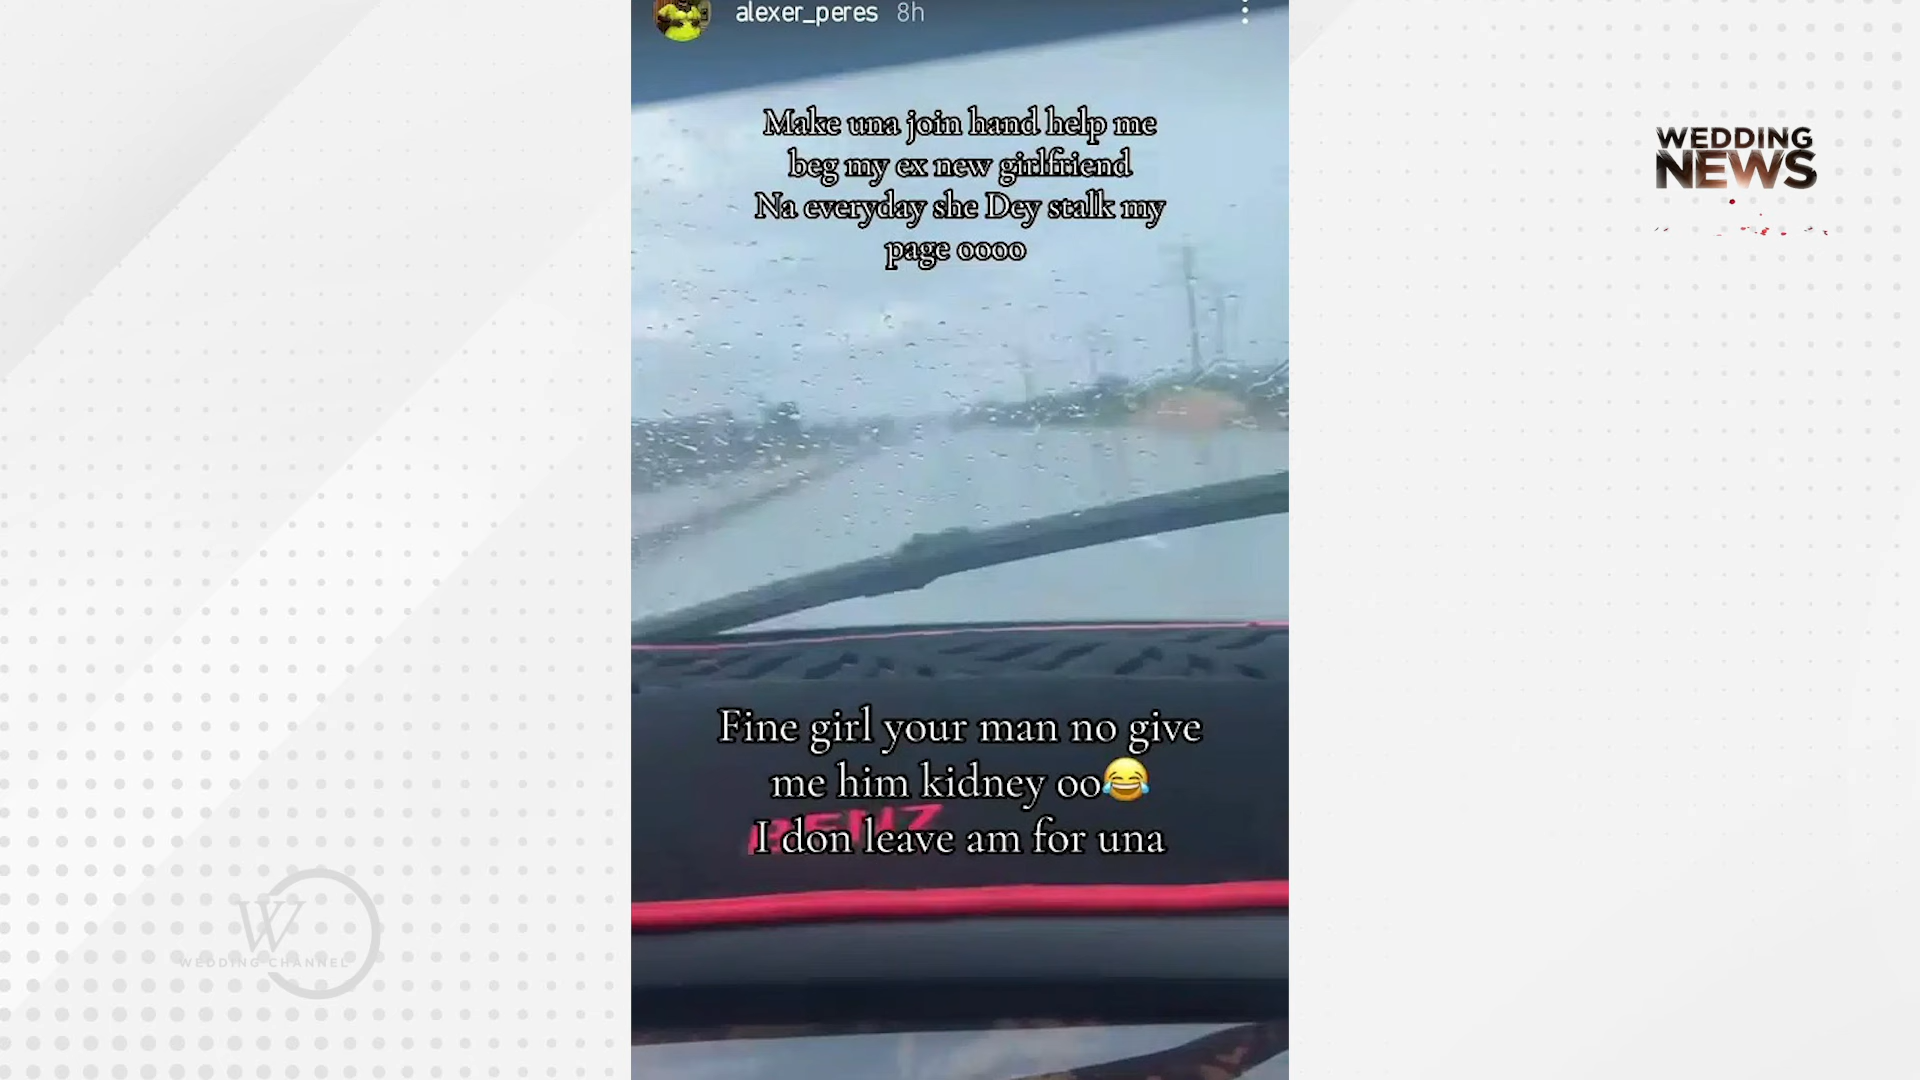 alexer_peres 8h
WEDDING
NEWS
Make una join hand help me
beg my ex new girlfriend
Na everyday she Dey stalk my
page oooo
Fine girl your man no give
me him kidney oo😂
BENZ
I don leave am for una
W
WEDDING CHANNEL